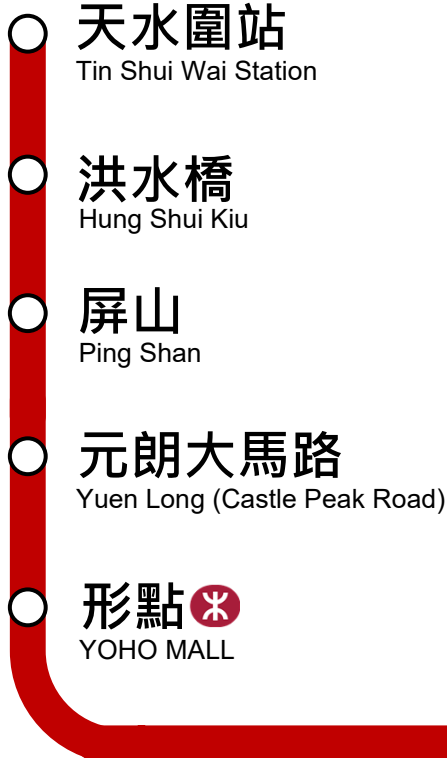 天水圍站
Tin Shui Wai Station
洪水橋
Hung Shui Kiu
屏山
Ping Shan
元朗大馬路
Yuen Long (Castle Peak Road)
形點
YOHO MALL